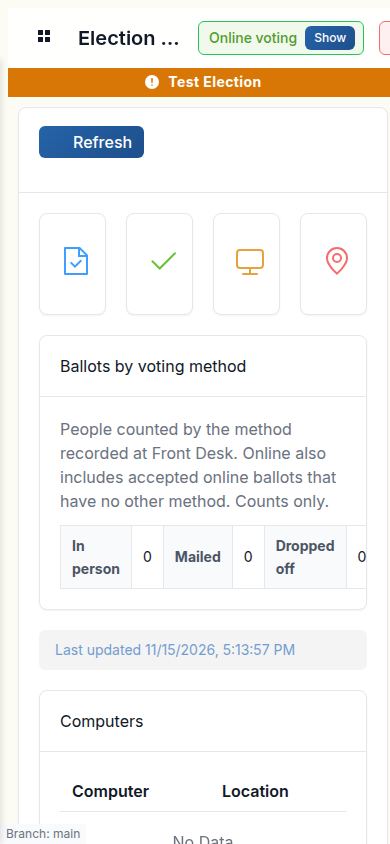 Election ...
Online voting
Show
Test Election
Refresh
Ballots by voting method
People counted by the method
recorded at Front Desk. Online also
includes accepted online ballots that
have no other method. Counts only.
In person 0 Mailed 0 Dropped off 0
Last updated 11/15/2026, 5:13:57 PM
Computers
Computer Location
No Data
Branch: main